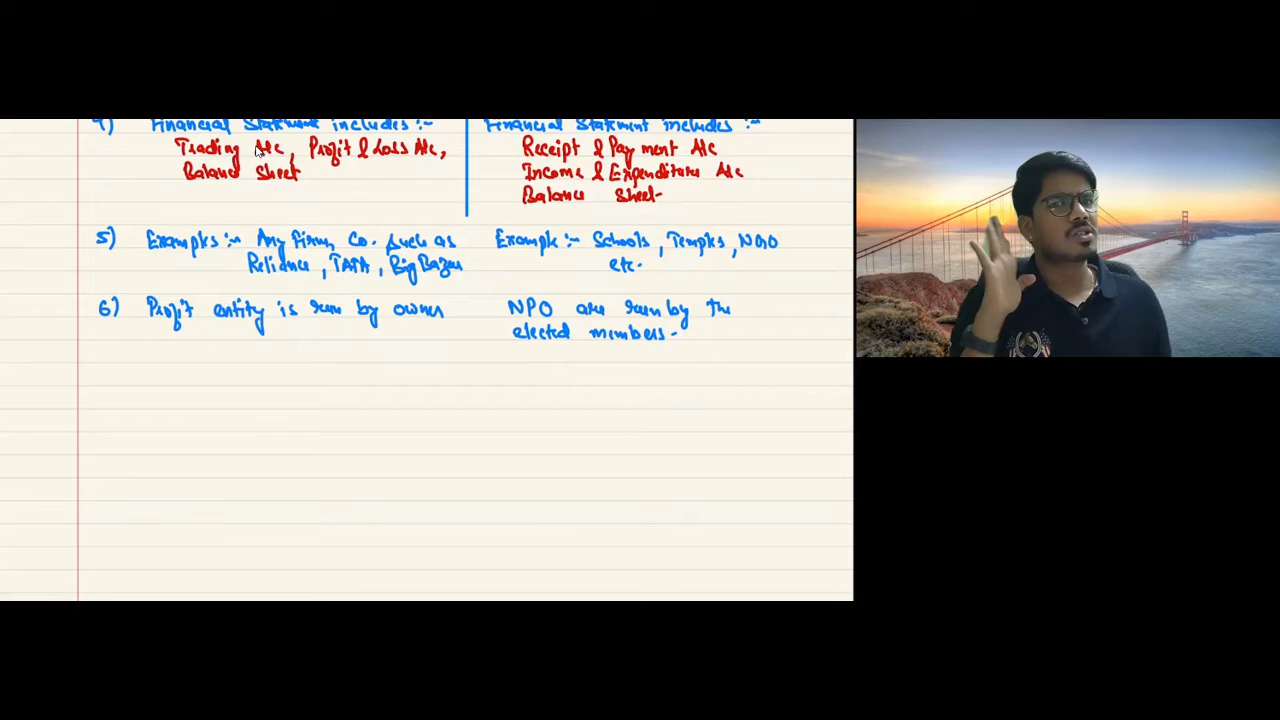 4) Financial Statement includes :-
Trading A/c, Profit & Loss A/c,
Balance Sheet
Financial Statement includes :-
Receipt & Payment A/c
Income & Expenditure A/c
Balance Sheet
5) Examples :- Any Firm, Co. such as
Reliance, TATA, Big Bazar
Example :- Schools, Temples, NGO
etc.
6) Profit entity is run by owner
NPO are run by the
elected members.